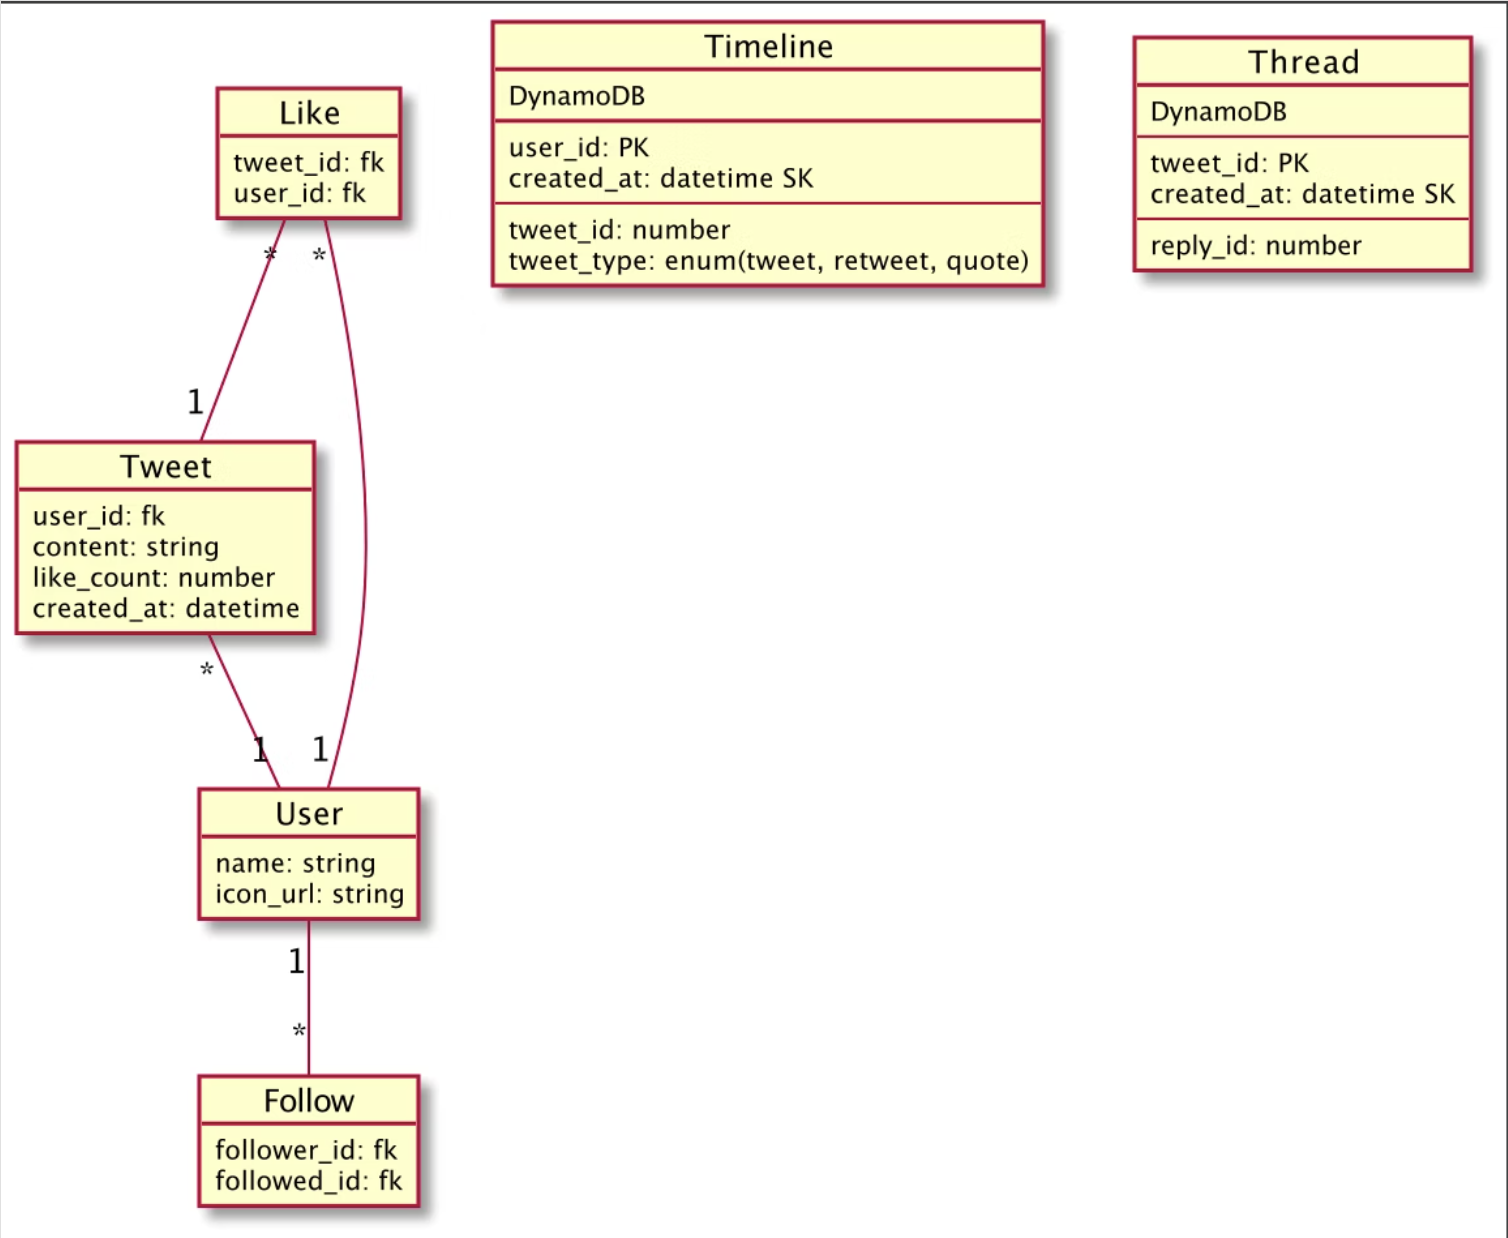 Like
tweet_id: fk
user_id: fk
*
*
1
Tweet
user_id: fk
content: string
like_count: number
created_at: datetime
*
1
1
User
name: string
icon_url: string
1
*
Follow
follower_id: fk
followed_id: fk
Timeline
DynamoDB
user_id: PK
created_at: datetime SK
tweet_id: number
tweet_type: enum(tweet, retweet, quote)
Thread
DynamoDB
tweet_id: PK
created_at: datetime SK
reply_id: number